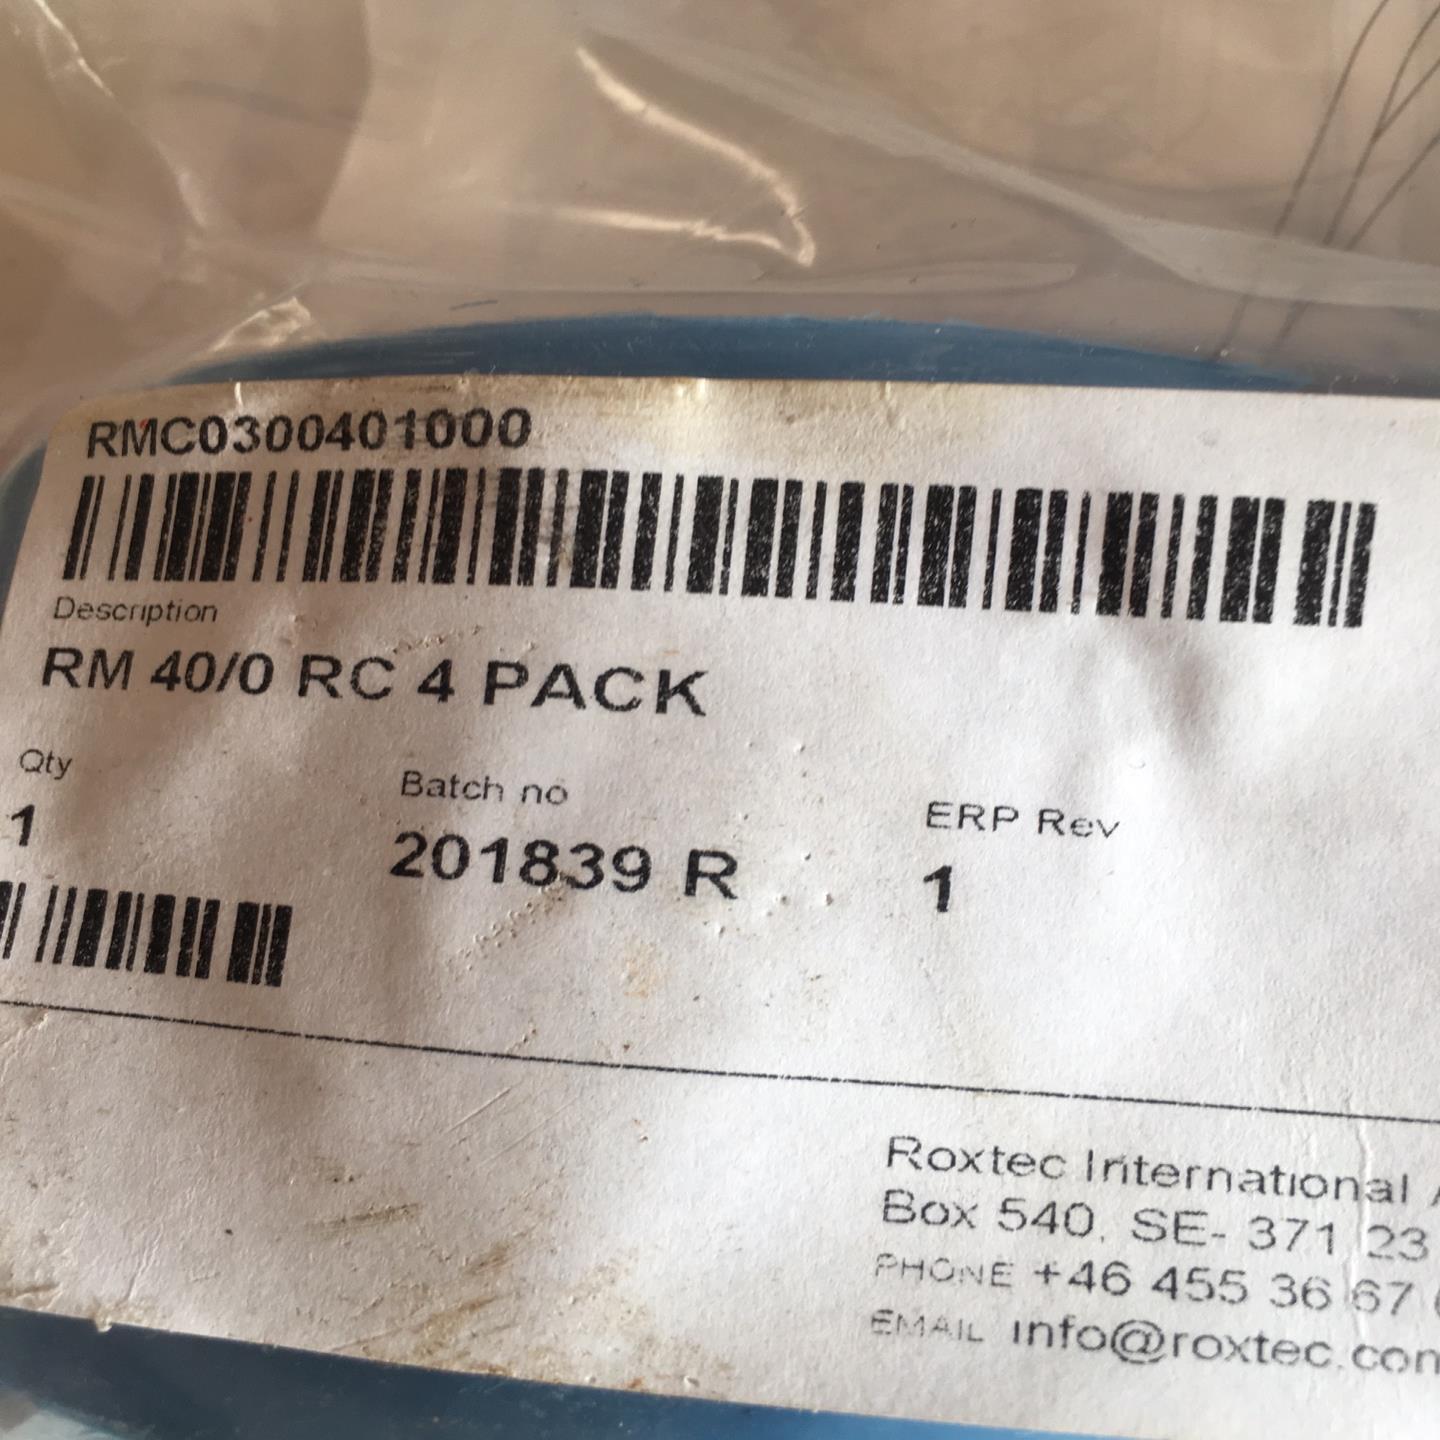 RMC0300401000
Description
RM 40/0 RC 4 PACK
Qty
1
Batch no
201839 R
ERP Rev
1
Roxtec International
Box 540, SE- 371 23
PHONE +46 455 36 67
EMAIL info@roxtec.com